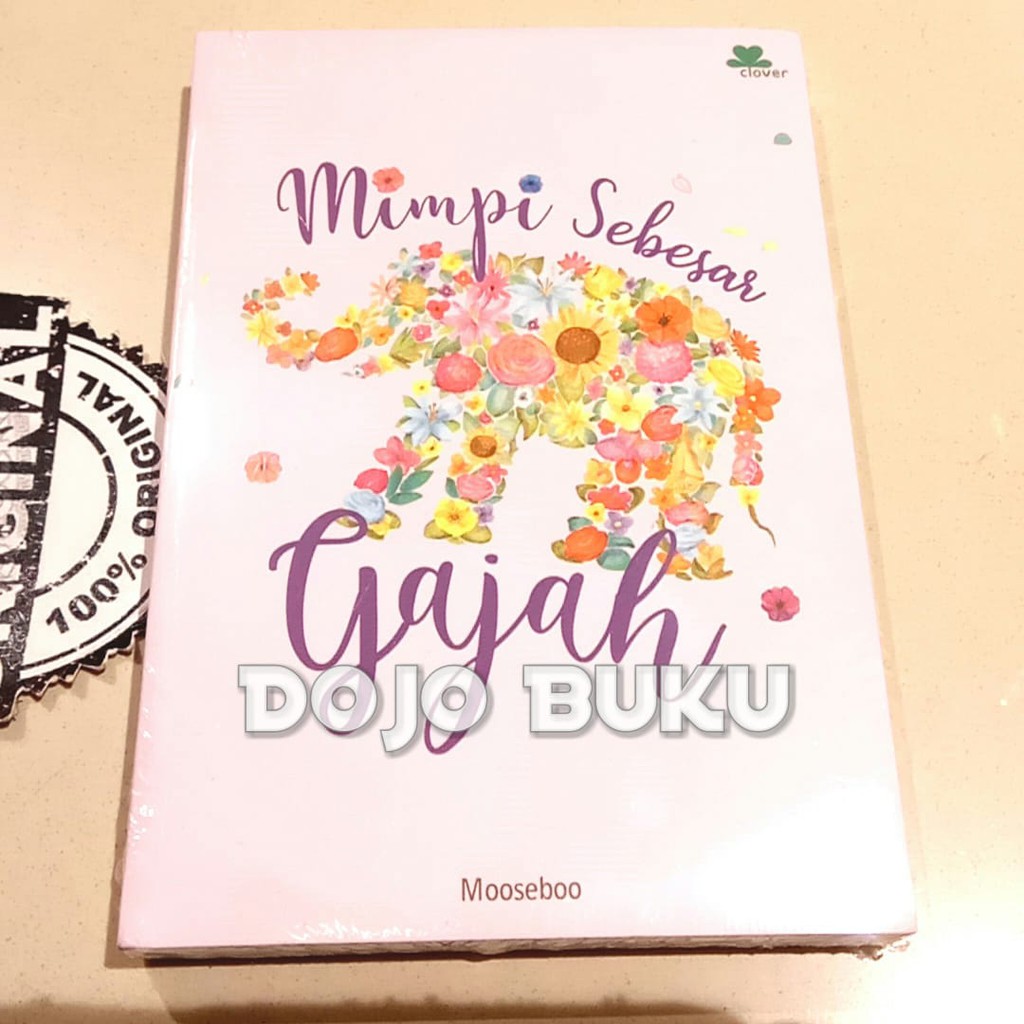 clover
Mimpi Sebesar
Gajah
DOJO BUKU
Mooseboo
ORIGINAL
100% ORIGINAL